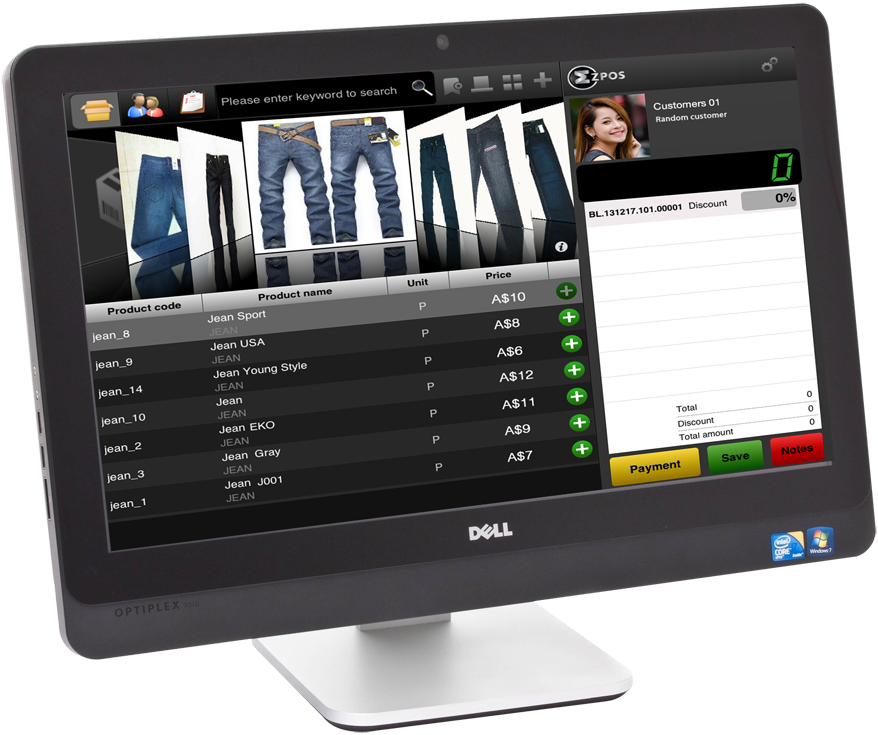 Please enter keyword to search
ZPOS
Customers 01
Random customer
0
BL.131217.101.00001 Discount 0%
Product code Product name Unit Price
jean_8 Jean Sport P A$10
JEAN
jean_9 Jean USA P A$8
JEAN
jean_14 Jean Young Style P A$6
JEAN
jean_10 Jean P A$12
JEAN
jean_2 Jean EKO P A$11
JEAN
jean_3 Jean Gray P A$9
JEAN
jean_1 Jean J001 P A$7
JEAN
Total 0
Discount 0
Total amount 0
Payment Save Notes
DELL
intel
CORE
inside
Windows 7
OPTIPLEX